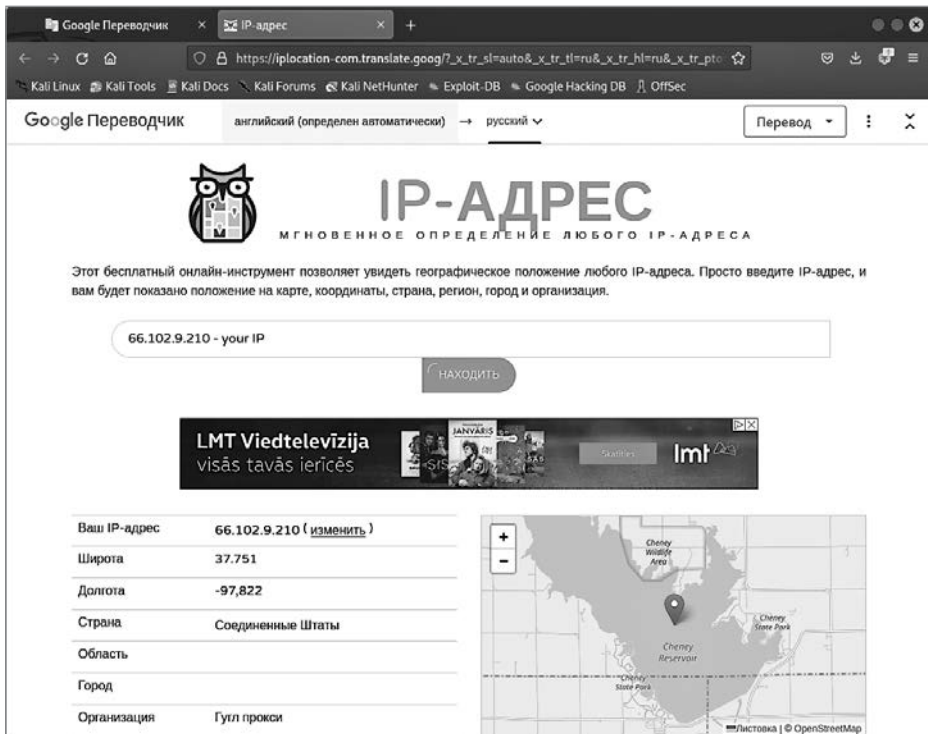 Google Переводчик × IP-адрес × +
https://iplocation-com.translate.goog/?_x_tr_sl=auto&_x_tr_tl=ru&_x_tr_hl=ru&_x_tr_pto
Kali Linux Kali Tools Kali Docs Kali Forums Kali NetHunter Exploit-DB Google Hacking DB OffSec
Google Переводчик английский (определен автоматически) → русский Перевод
IP-АДРЕС
МГНОВЕННОЕ ОПРЕДЕЛЕНИЕ ЛЮБОГО IP-АДРЕСА
Этот бесплатный онлайн-инструмент позволяет увидеть географическое положение любого IP-адреса. Просто введите IP-адрес, и
вам будет показано положение на карте, координаты, страна, регион, город и организация.
66.102.9.210 - your IP
НАХОДИТЬ
LMT Viedtelevīzija
visās tavās ierīcēs
JANVĀRIS
SIS
Skatīties
lmt
Ваш IP-адрес 66.102.9.210 ( изменить )
Широта 37.751
Долгота -97,822
Страна Соединенные Штаты
Область
Город
Организация Гугл прокси
+
−
Cheney
Wildlife
Area
Cheney
State Park
Cheney
Reservoir
Cheney
State Park
Листовка | © OpenStreetMap